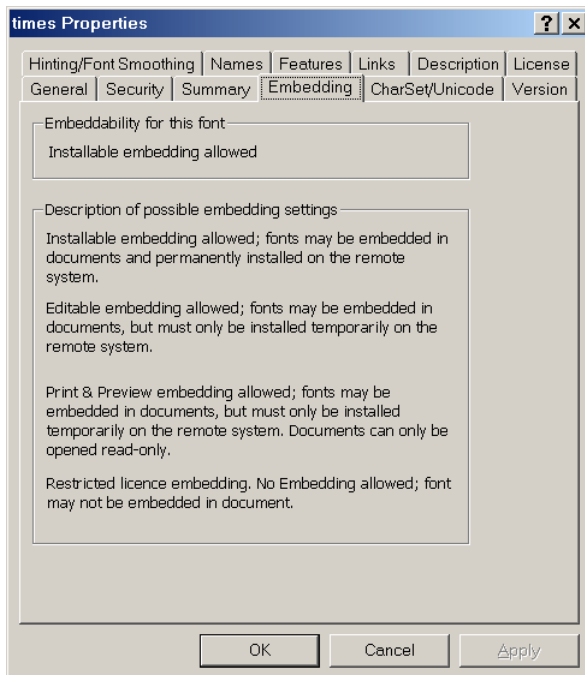 times Properties
Hinting/Font Smoothing Names Features Links Description License
General Security Summary Embedding CharSet/Unicode Version
Embeddability for this font
Installable embedding allowed
Description of possible embedding settings
Installable embedding allowed; fonts may be embedded in
documents and permanently installed on the remote
system.
Editable embedding allowed; fonts may be embedded in
documents, but must only be installed temporarily on the
remote system.
Print & Preview embedding allowed; fonts may be
embedded in documents, but must only be installed
temporarily on the remote system. Documents can only be
opened read-only.
Restricted licence embedding. No Embedding allowed; font
may not be embedded in document.
OK Cancel Apply